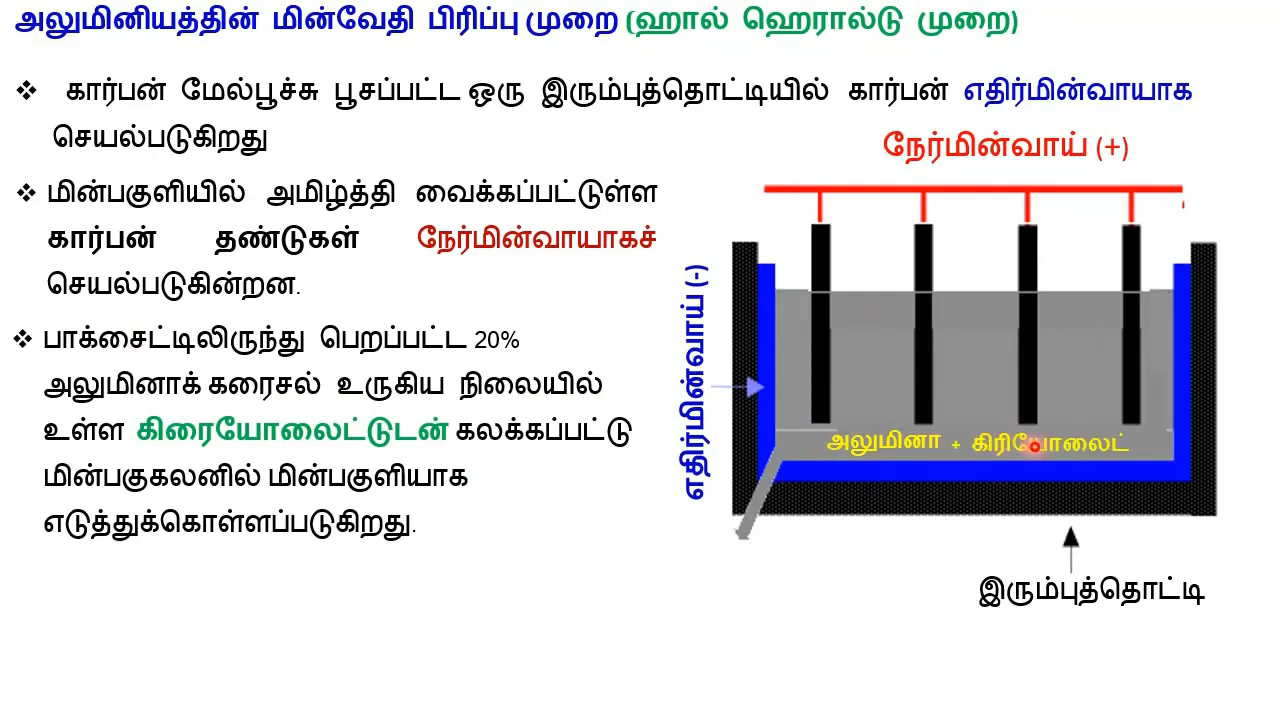 அலுமினியத்தின் மின்வேதி பிரிப்பு முறை (ஹால் ஹெரால்டு முறை)
❖ கார்பன் மேல்பூச்சு பூசப்பட்ட ஒரு இரும்புத்தொட்டியில் கார்பன் எதிர்மின்வாயாக
செயல்படுகிறது
❖ மின்பகுளியில் அமிழ்த்தி வைக்கப்பட்டுள்ள
கார்பன் தண்டுகள் நேர்மின்வாயாகச்
செயல்படுகின்றன.
❖ பாக்சைட்டிலிருந்து பெறப்பட்ட 20%
அலுமினாக் கரைசல் உருகிய நிலையில்
உள்ள கிரையோலைட்டுடன் கலக்கப்பட்டு
மின்பகுகலனில் மின்பகுளியாக
எடுத்துக்கொள்ளப்படுகிறது.
நேர்மின்வாய் (+)
எதிர்மின்வாய் (-)
அலுமினா + கிரியோலைட்
இரும்புத்தொட்டி